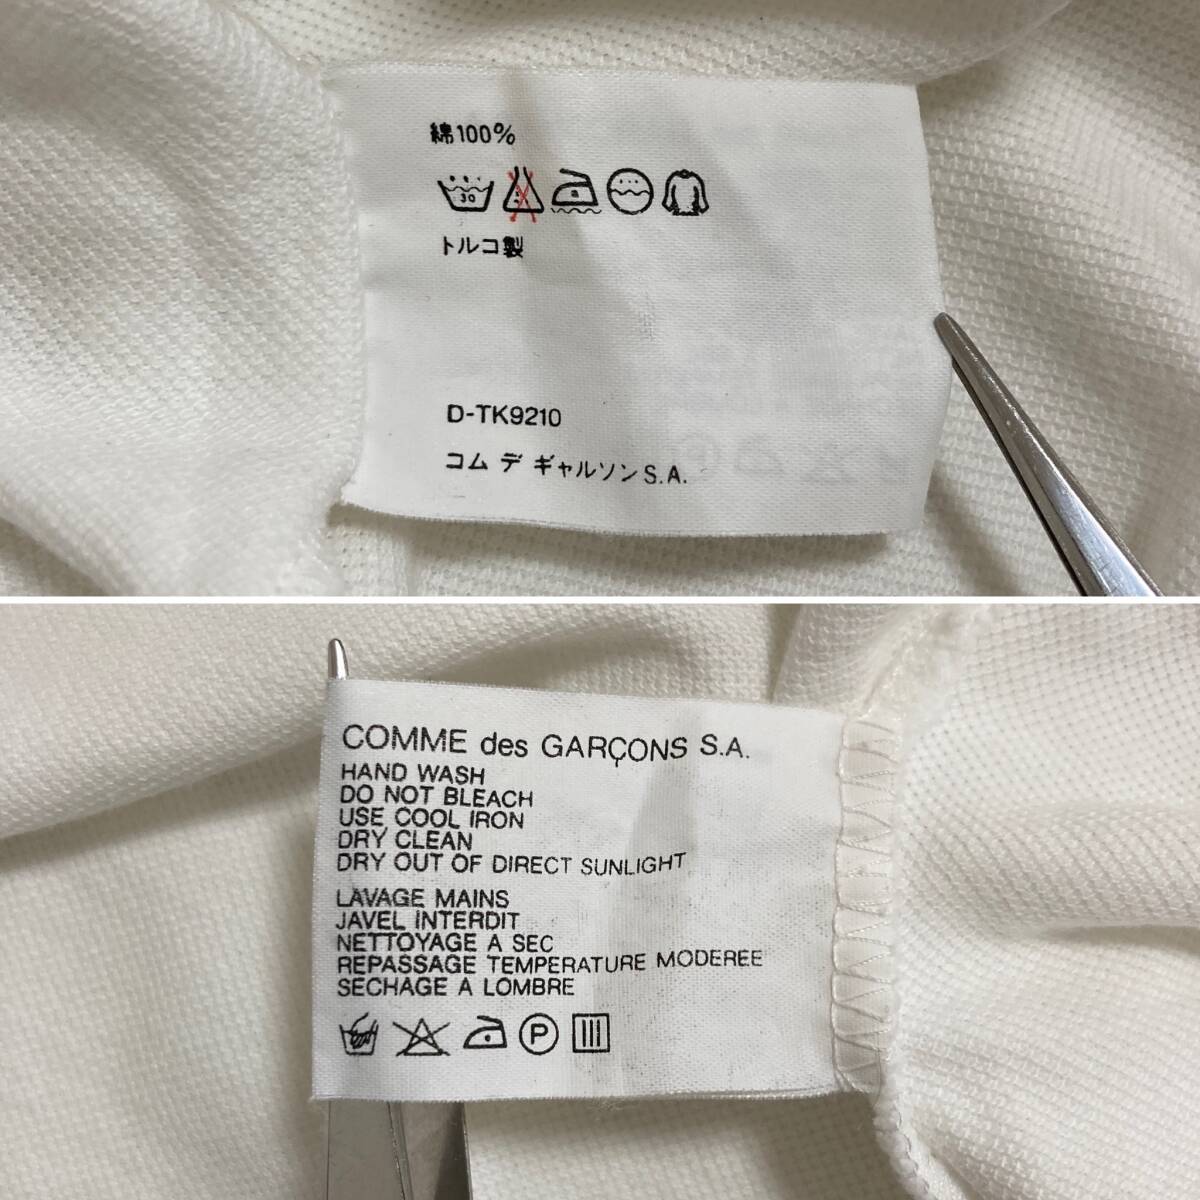 綿100%
30
トルコ製
D-TK9210
コム デ ギャルソン S.A.
COMME des GARÇONS S.A.
HAND WASH
DO NOT BLEACH
USE COOL IRON
DRY CLEAN
DRY OUT OF DIRECT SUNLIGHT
LAVAGE MAINS
JAVEL INTERDIT
NETTOYAGE A SEC
REPASSAGE TEMPERATURE MODEREE
SECHAGE A LOMBRE
P